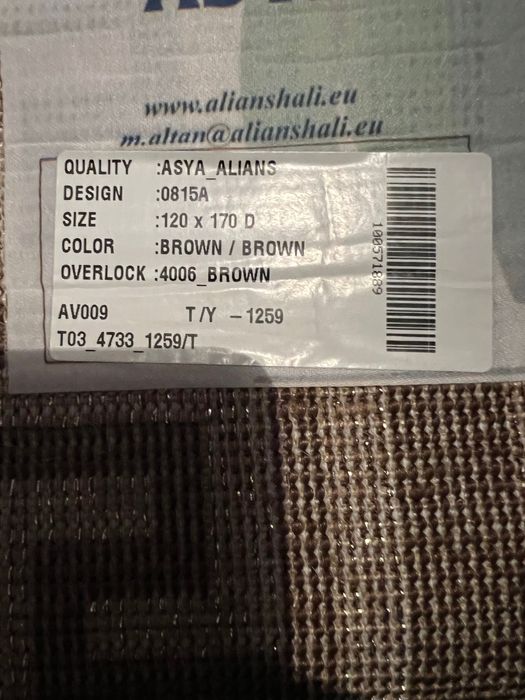 www.alianshali.eu
m.altan@alianshali.eu
QUALITY :ASYA_ALIANS
DESIGN :0815A
SIZE :120 x 170 D
COLOR :BROWN / BROWN
OVERLOCK :4006_BROWN
AV009 T/Y -1259
T03_4733_1259/T
100571889